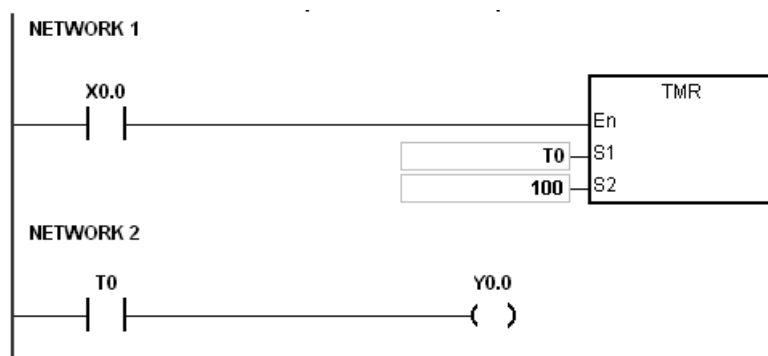 NETWORK 1
X0.0
TMR
En
T0 S1
100 S2
NETWORK 2
T0 Y0.0